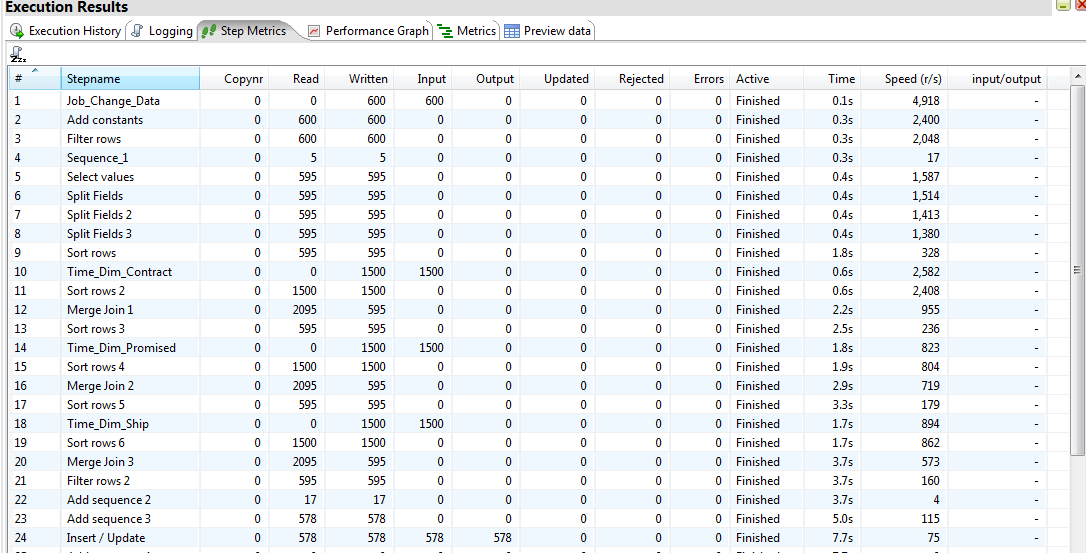 Execution Results
Execution History Logging Step Metrics Performance Graph Metrics Preview data
# Stepname Copynr Read Written Input Output Updated Rejected Errors Active Time Speed (r/s) input/output
1 Job_Change_Data 0 0 600 600 0 0 0 0 Finished 0.1s 4,918 -
2 Add constants 0 600 600 0 0 0 0 0 Finished 0.3s 2,400 -
3 Filter rows 0 600 600 0 0 0 0 0 Finished 0.3s 2,048 -
4 Sequence_1 0 5 5 0 0 0 0 0 Finished 0.3s 17 -
5 Select values 0 595 595 0 0 0 0 0 Finished 0.4s 1,587 -
6 Split Fields 0 595 595 0 0 0 0 0 Finished 0.4s 1,514 -
7 Split Fields 2 0 595 595 0 0 0 0 0 Finished 0.4s 1,413 -
8 Split Fields 3 0 595 595 0 0 0 0 0 Finished 0.4s 1,380 -
9 Sort rows 0 595 595 0 0 0 0 0 Finished 1.8s 328 -
10 Time_Dim_Contract 0 0 1500 1500 0 0 0 0 Finished 0.6s 2,582 -
11 Sort rows 2 0 1500 1500 0 0 0 0 0 Finished 0.6s 2,408 -
12 Merge Join 1 0 2095 595 0 0 0 0 0 Finished 2.2s 955 -
13 Sort rows 3 0 595 595 0 0 0 0 0 Finished 2.5s 236 -
14 Time_Dim_Promised 0 0 1500 1500 0 0 0 0 Finished 1.8s 823 -
15 Sort rows 4 0 1500 1500 0 0 0 0 0 Finished 1.9s 804 -
16 Merge Join 2 0 2095 595 0 0 0 0 0 Finished 2.9s 719 -
17 Sort rows 5 0 595 595 0 0 0 0 0 Finished 3.3s 179 -
18 Time_Dim_Ship 0 0 1500 1500 0 0 0 0 Finished 1.7s 894 -
19 Sort rows 6 0 1500 1500 0 0 0 0 0 Finished 1.7s 862 -
20 Merge Join 3 0 2095 595 0 0 0 0 0 Finished 3.7s 573 -
21 Filter rows 2 0 595 595 0 0 0 0 0 Finished 3.7s 160 -
22 Add sequence 2 0 17 17 0 0 0 0 0 Finished 3.7s 4 -
23 Add sequence 3 0 578 578 0 0 0 0 0 Finished 5.0s 115 -
24 Insert / Update 0 578 578 578 578 0 0 0 Finished 7.7s 75 -